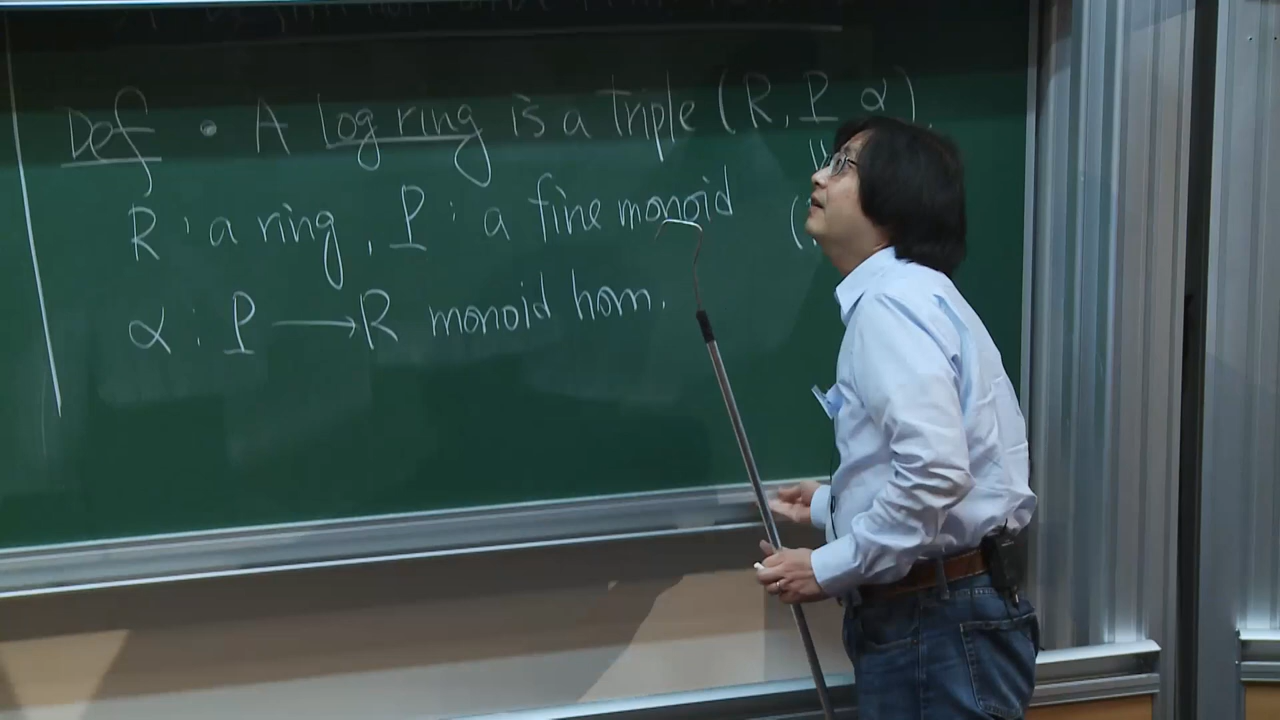 Def • A Log ring is a triple (R, P, α).
R : a ring, P : a fine monoid
α : P → R monoid hom.